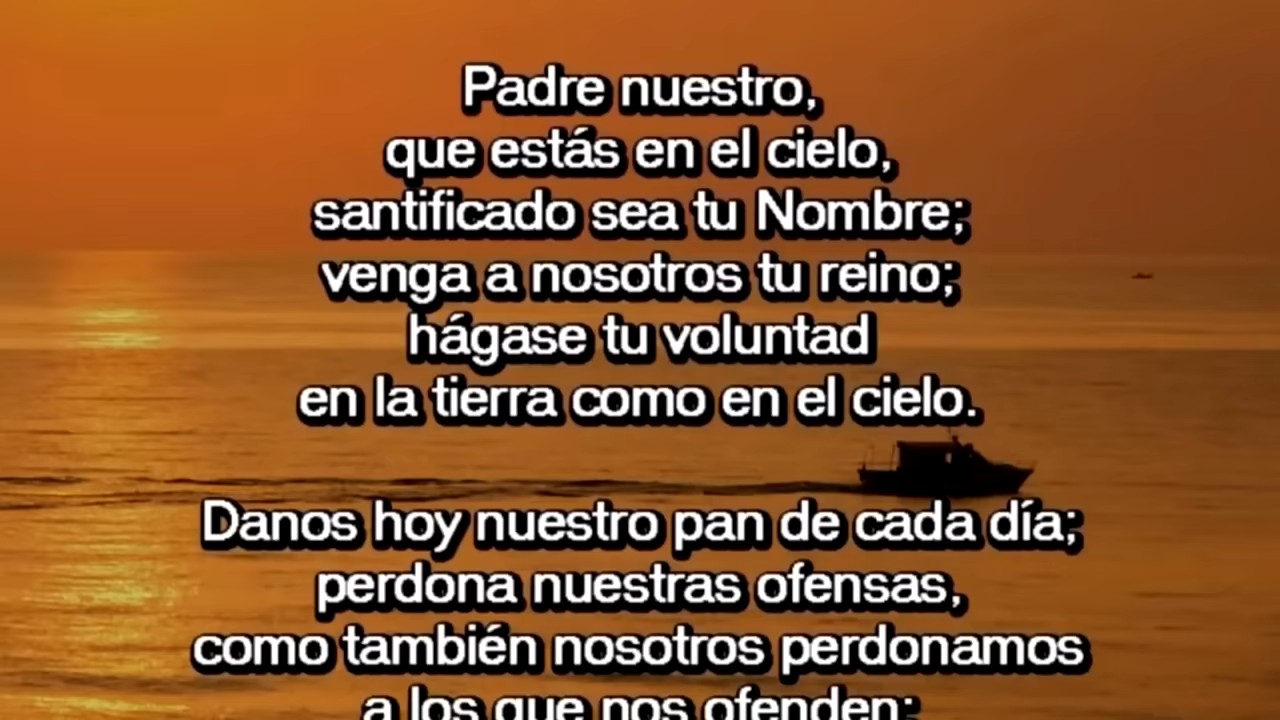 Padre nuestro,
que estás en el cielo,
santificado sea tu Nombre;
venga a nosotros tu reino;
hágase tu voluntad
en la tierra como en el cielo.
Danos hoy nuestro pan de cada día;
perdona nuestras ofensas,
como también nosotros perdonamos
a los que nos ofenden;